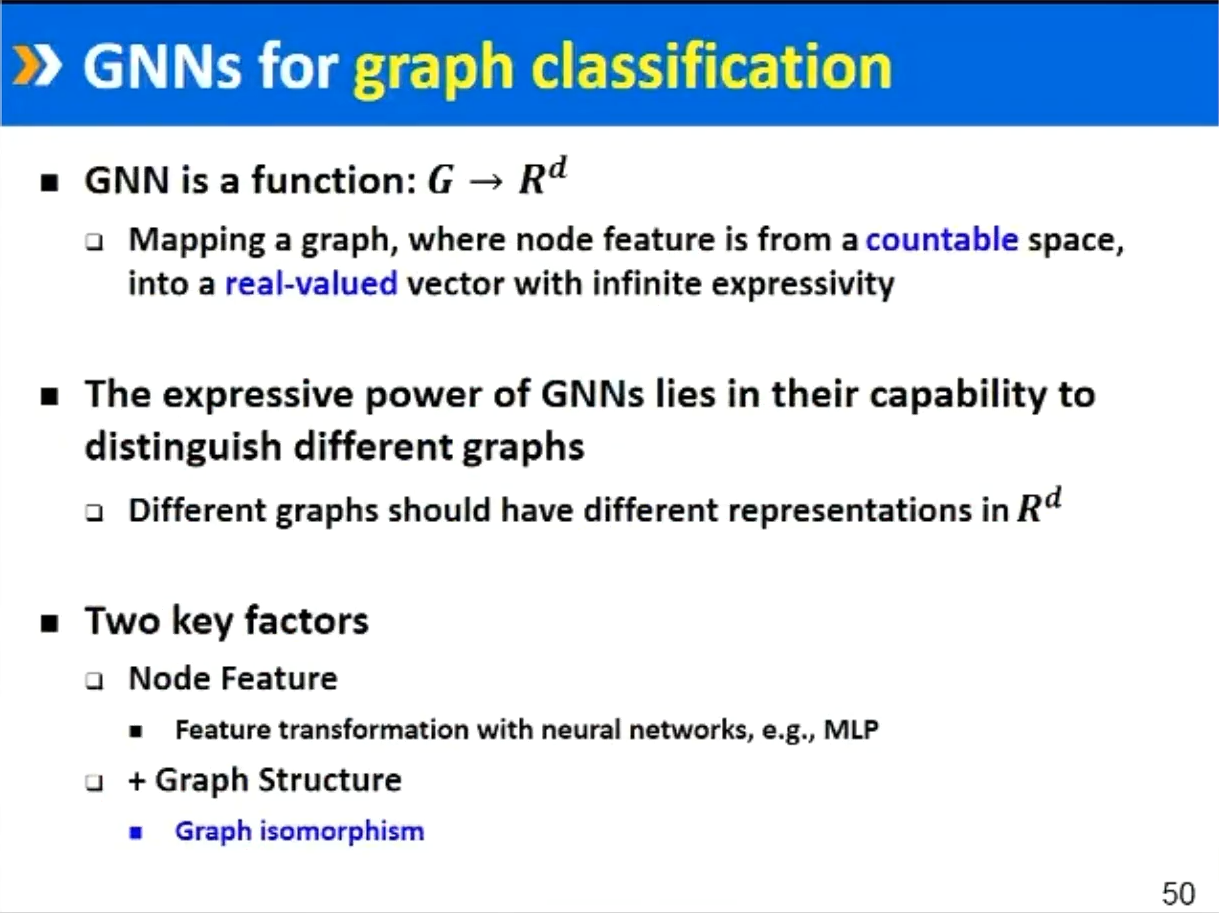 GNNs for graph classification
GNN is a function: G → R^d
Mapping a graph, where node feature is from a countable space,
into a real-valued vector with infinite expressivity
The expressive power of GNNs lies in their capability to
distinguish different graphs
Different graphs should have different representations in R^d
Two key factors
Node Feature
Feature transformation with neural networks, e.g., MLP
+ Graph Structure
Graph isomorphism
50